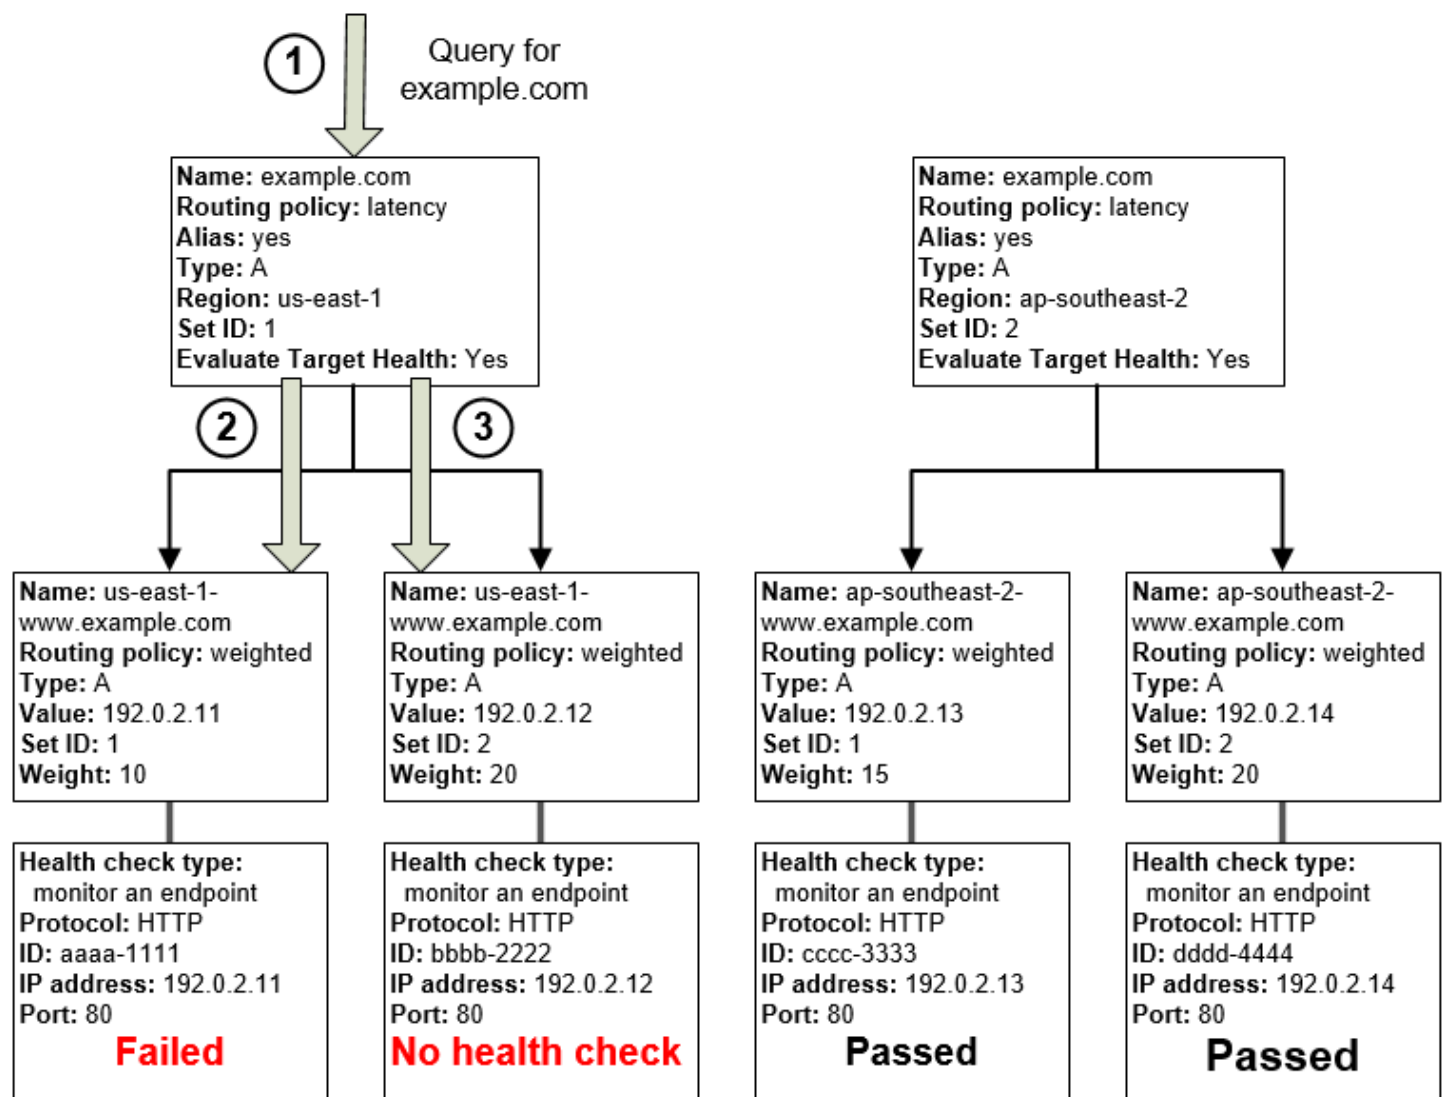 1
Query for
example.com
Name: example.com
Routing policy: latency
Alias: yes
Type: A
Region: us-east-1
Set ID: 1
Evaluate Target Health: Yes
Name: example.com
Routing policy: latency
Alias: yes
Type: A
Region: ap-southeast-2
Set ID: 2
Evaluate Target Health: Yes
2
3
Name: us-east-1-
www.example.com
Routing policy: weighted
Type: A
Value: 192.0.2.11
Set ID: 1
Weight: 10
Name: us-east-1-
www.example.com
Routing policy: weighted
Type: A
Value: 192.0.2.12
Set ID: 2
Weight: 20
Name: ap-southeast-2-
www.example.com
Routing policy: weighted
Type: A
Value: 192.0.2.13
Set ID: 1
Weight: 15
Name: ap-southeast-2-
www.example.com
Routing policy: weighted
Type: A
Value: 192.0.2.14
Set ID: 2
Weight: 20
Health check type:
monitor an endpoint
Protocol: HTTP
ID: aaaa-1111
IP address: 192.0.2.11
Port: 80
Failed
Health check type:
monitor an endpoint
Protocol: HTTP
ID: bbbb-2222
IP address: 192.0.2.12
Port: 80
No health check
Health check type:
monitor an endpoint
Protocol: HTTP
ID: cccc-3333
IP address: 192.0.2.13
Port: 80
Passed
Health check type:
monitor an endpoint
Protocol: HTTP
ID: dddd-4444
IP address: 192.0.2.14
Port: 80
Passed